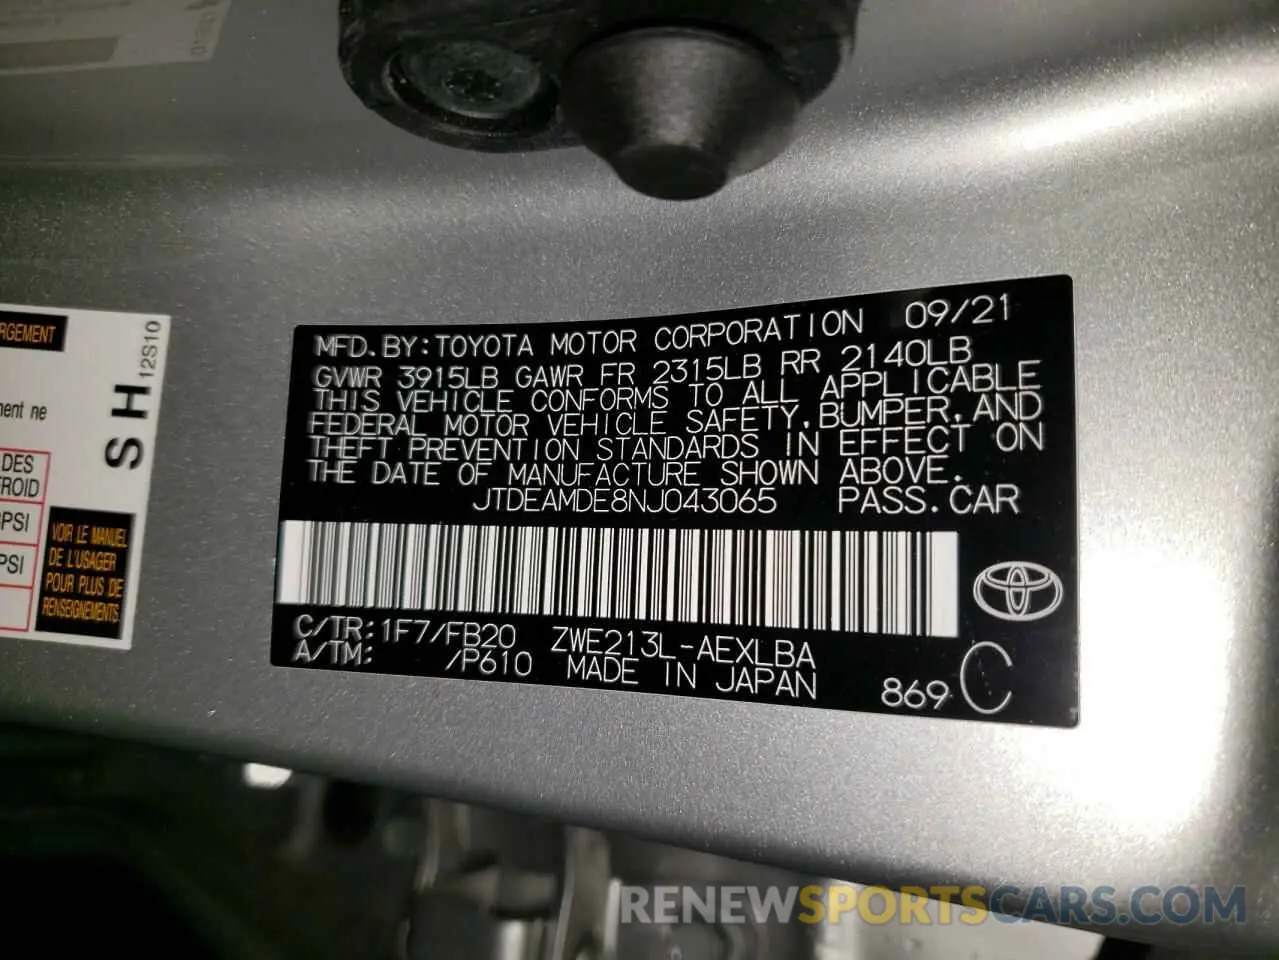 MFD.BY:TOYOTA MOTOR CORPORATION 09/21
GVWR 3915LB GAWR FR 2315LB RR 2140LB
THIS VEHICLE CONFORMS TO ALL APPLICABLE
FEDERAL MOTOR VEHICLE SAFETY,BUMPER,AND
THEFT PREVENTION STANDARDS IN EFFECT ON
THE DATE OF MANUFACTURE SHOWN ABOVE.
JTDEAMDE8NJ043065 PASS.CAR
C/TR:1F7/FB20 ZWE213L-AEXLBA
A/TM: /P610 MADE IN JAPAN
869 C
RGEMENT
ment ne
DES
FROID
PSI
PSI
VOIR LE MANUEL
DE L'USAGER
POUR PLUS DE
RENSEIGNEMENTS
SH
12S10
RENEWSPORTSCARS.COM